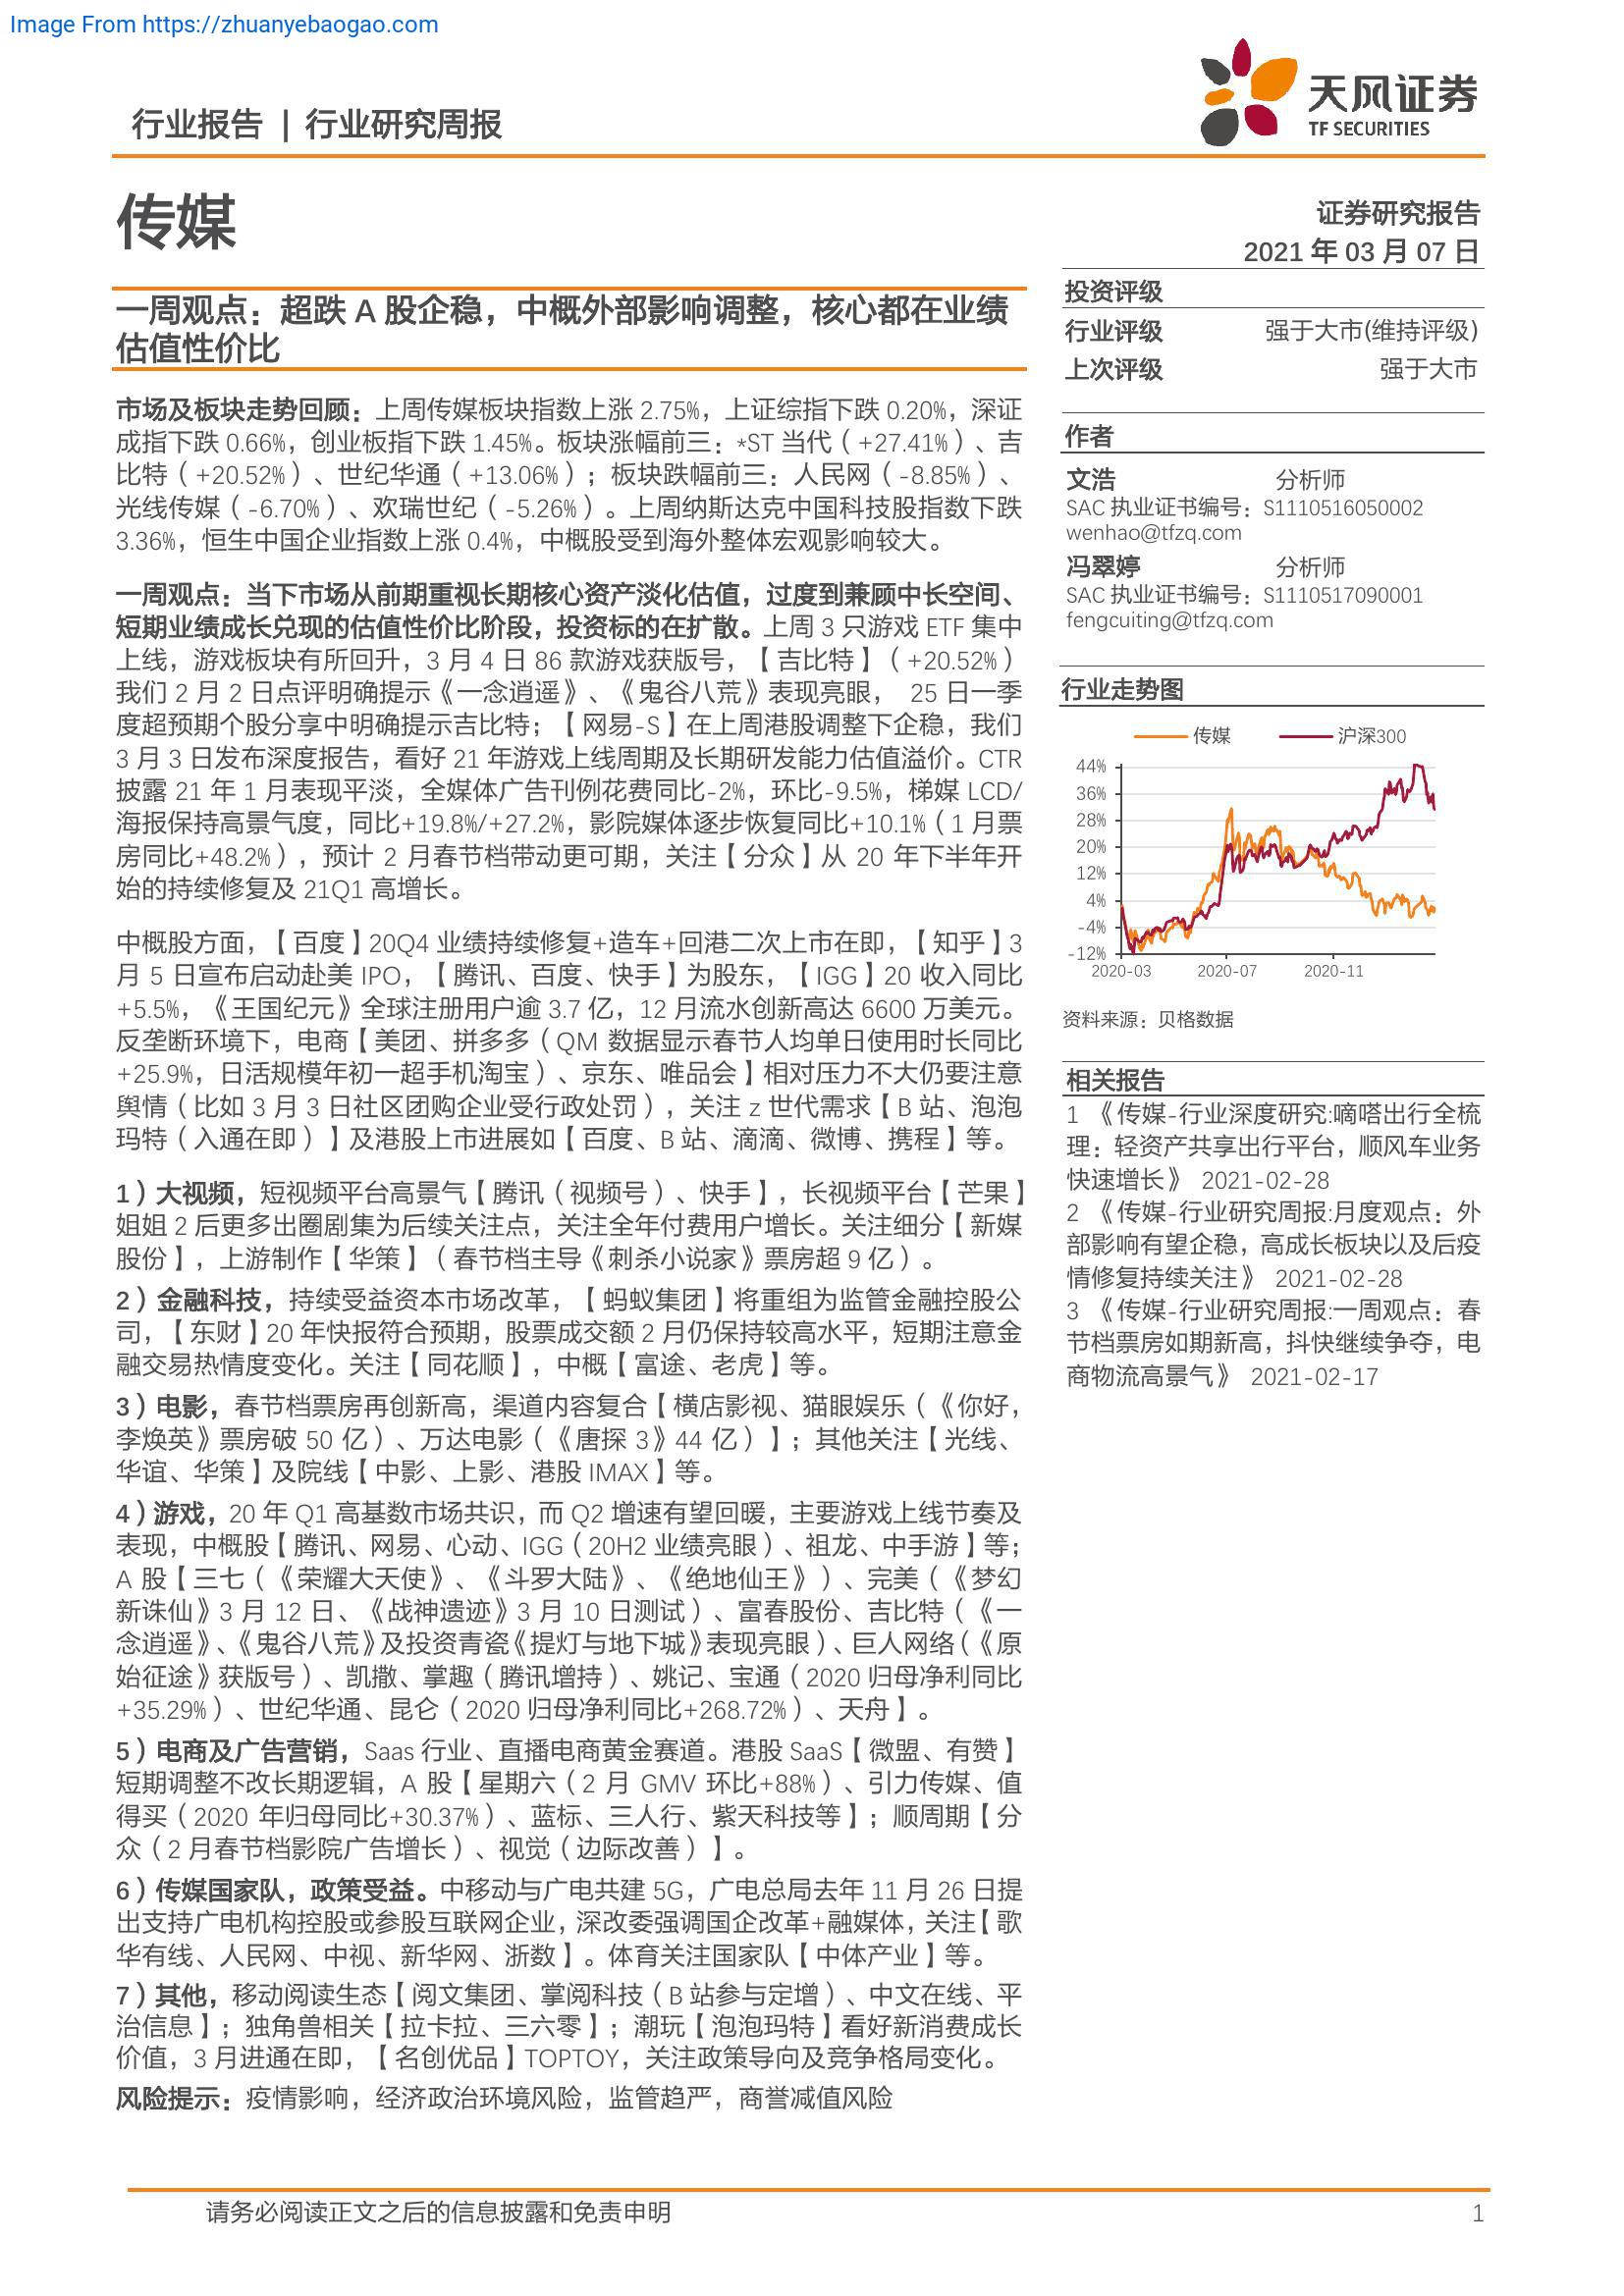 Image From https://zhuanyebaogao.com
行业报告 | 行业研究周报
天风证券
TF SECURITIES
传媒
证券研究报告
2021 年 03 月 07 日
一周观点：超跌 A 股企稳，中概外部影响调整，核心都在业绩
估值性价比
市场及板块走势回顾：上周传媒板块指数上涨 2.75%，上证综指下跌 0.20%，深证
成指下跌 0.66%，创业板指下跌 1.45%。板块涨幅前三：*ST 当代（+27.41%）、吉
比特（+20.52%）、世纪华通（+13.06%）；板块跌幅前三：人民网（-8.85%）、
光线传媒（-6.70%）、欢瑞世纪（-5.26%）。上周纳斯达克中国科技股指数下跌
3.36%，恒生中国企业指数上涨 0.4%，中概股受到海外整体宏观影响较大。
一周观点：当下市场从前期重视长期核心资产淡化估值，过度到兼顾中长空间、
短期业绩成长兑现的估值性价比阶段，投资标的在扩散。上周 3 只游戏 ETF 集中
上线，游戏板块有所回升，3 月 4 日 86 款游戏获版号，【吉比特】（+20.52%）
我们 2 月 2 日点评明确提示《一念逍遥》、《鬼谷八荒》表现亮眼， 25 日一季
度超预期个股分享中明确提示吉比特；【网易-S】在上周港股调整下企稳，我们
3 月 3 日发布深度报告，看好 21 年游戏上线周期及长期研发能力估值溢价。CTR
披露 21 年 1 月表现平淡，全媒体广告刊例花费同比-2%，环比-9.5%，梯媒 LCD/
海报保持高景气度，同比+19.8%/+27.2%，影院媒体逐步恢复同比+10.1%（1 月票
房同比+48.2%），预计 2 月春节档带动更可期，关注【分众】从 20 年下半年开
始的持续修复及 21Q1 高增长。
中概股方面，【百度】20Q4 业绩持续修复+造车+回港二次上市在即，【知乎】3
月 5 日宣布启动赴美 IPO，【腾讯、百度、快手】为股东，【IGG】20 收入同比
+5.5%，《王国纪元》全球注册用户逾 3.7 亿，12 月流水创新高达 6600 万美元。
反垄断环境下，电商【美团、拼多多（QM 数据显示春节人均单日使用时长同比
+25.9%，日活规模年初一超手机淘宝）、京东、唯品会】相对压力不大仍要注意
舆情（比如 3 月 3 日社区团购企业受行政处罚），关注 z 世代需求【B 站、泡泡
玛特（入通在即）】及港股上市进展如【百度、B 站、滴滴、微博、携程】等。
1）大视频，短视频平台高景气【腾讯（视频号）、快手】，长视频平台【芒果】
姐姐 2 后更多出圈剧集为后续关注点，关注全年付费用户增长。关注细分【新媒
股份】，上游制作【华策】（春节档主导《刺杀小说家》票房超 9 亿）。
2）金融科技，持续受益资本市场改革，【蚂蚁集团】将重组为监管金融控股公
司，【东财】20 年快报符合预期，股票成交额 2 月仍保持较高水平，短期注意金
融交易热情度变化。关注【同花顺】，中概【富途、老虎】等。
3）电影，春节档票房再创新高，渠道内容复合【横店影视、猫眼娱乐（《你好，
李焕英》票房破 50 亿）、万达电影（《唐探 3》44 亿）】；其他关注【光线、
华谊、华策】及院线【中影、上影、港股 IMAX】等。
4）游戏，20 年 Q1 高基数市场共识，而 Q2 增速有望回暖，主要游戏上线节奏及
表现，中概股【腾讯、网易、心动、IGG（20H2 业绩亮眼）、祖龙、中手游】等；
A 股【三七（《荣耀大天使》、《斗罗大陆》、《绝地仙王》）、完美（《梦幻
新诛仙》3 月 12 日、《战神遗迹》3 月 10 日测试）、富春股份、吉比特（《一
念逍遥》、《鬼谷八荒》及投资青瓷《提灯与地下城》表现亮眼）、巨人网络（《原
始征途》获版号）、凯撒、掌趣（腾讯增持）、姚记、宝通（2020 归母净利同比
+35.29%）、世纪华通、昆仑（2020 归母净利同比+268.72%）、天舟】。
5）电商及广告营销，Saas 行业、直播电商黄金赛道。港股 SaaS【微盟、有赞】
短期调整不改长期逻辑，A 股【星期六（2 月 GMV 环比+88%）、引力传媒、值
得买（2020 年归母同比+30.37%）、蓝标、三人行、紫天科技等】；顺周期【分
众（2 月春节档影院广告增长）、视觉（边际改善）】。
6）传媒国家队，政策受益。中移动与广电共建 5G，广电总局去年 11 月 26 日提
出支持广电机构控股或参股互联网企业，深改委强调国企改革+融媒体，关注【歌
华有线、人民网、中视、新华网、浙数】。体育关注国家队【中体产业】等。
7）其他，移动阅读生态【阅文集团、掌阅科技（B 站参与定增）、中文在线、平
治信息】；独角兽相关【拉卡拉、三六零】；潮玩【泡泡玛特】看好新消费成长
价值，3 月进通在即，【名创优品】TOPTOY，关注政策导向及竞争格局变化。
风险提示：疫情影响，经济政治环境风险，监管趋严，商誉减值风险
投资评级
行业评级 强于大市(维持评级)
上次评级 强于大市
作者
文浩 分析师
SAC 执业证书编号：S1110516050002
wenhao@tfzq.com
冯翠婷 分析师
SAC 执业证书编号：S1110517090001
fengcuiting@tfzq.com
行业走势图
传媒 沪深300
44%
36%
28%
20%
12%
4%
-4%
-12%
2020-03 2020-07 2020-11
资料来源：贝格数据
相关报告
1 《传媒-行业深度研究:嘀嗒出行全梳
理：轻资产共享出行平台，顺风车业务
快速增长》 2021-02-28
2 《传媒-行业研究周报:月度观点：外
部影响有望企稳，高成长板块以及后疫
情修复持续关注》 2021-02-28
3 《传媒-行业研究周报:一周观点：春
节档票房如期新高，抖快继续争夺，电
商物流高景气》 2021-02-17
请务必阅读正文之后的信息披露和免责申明 1